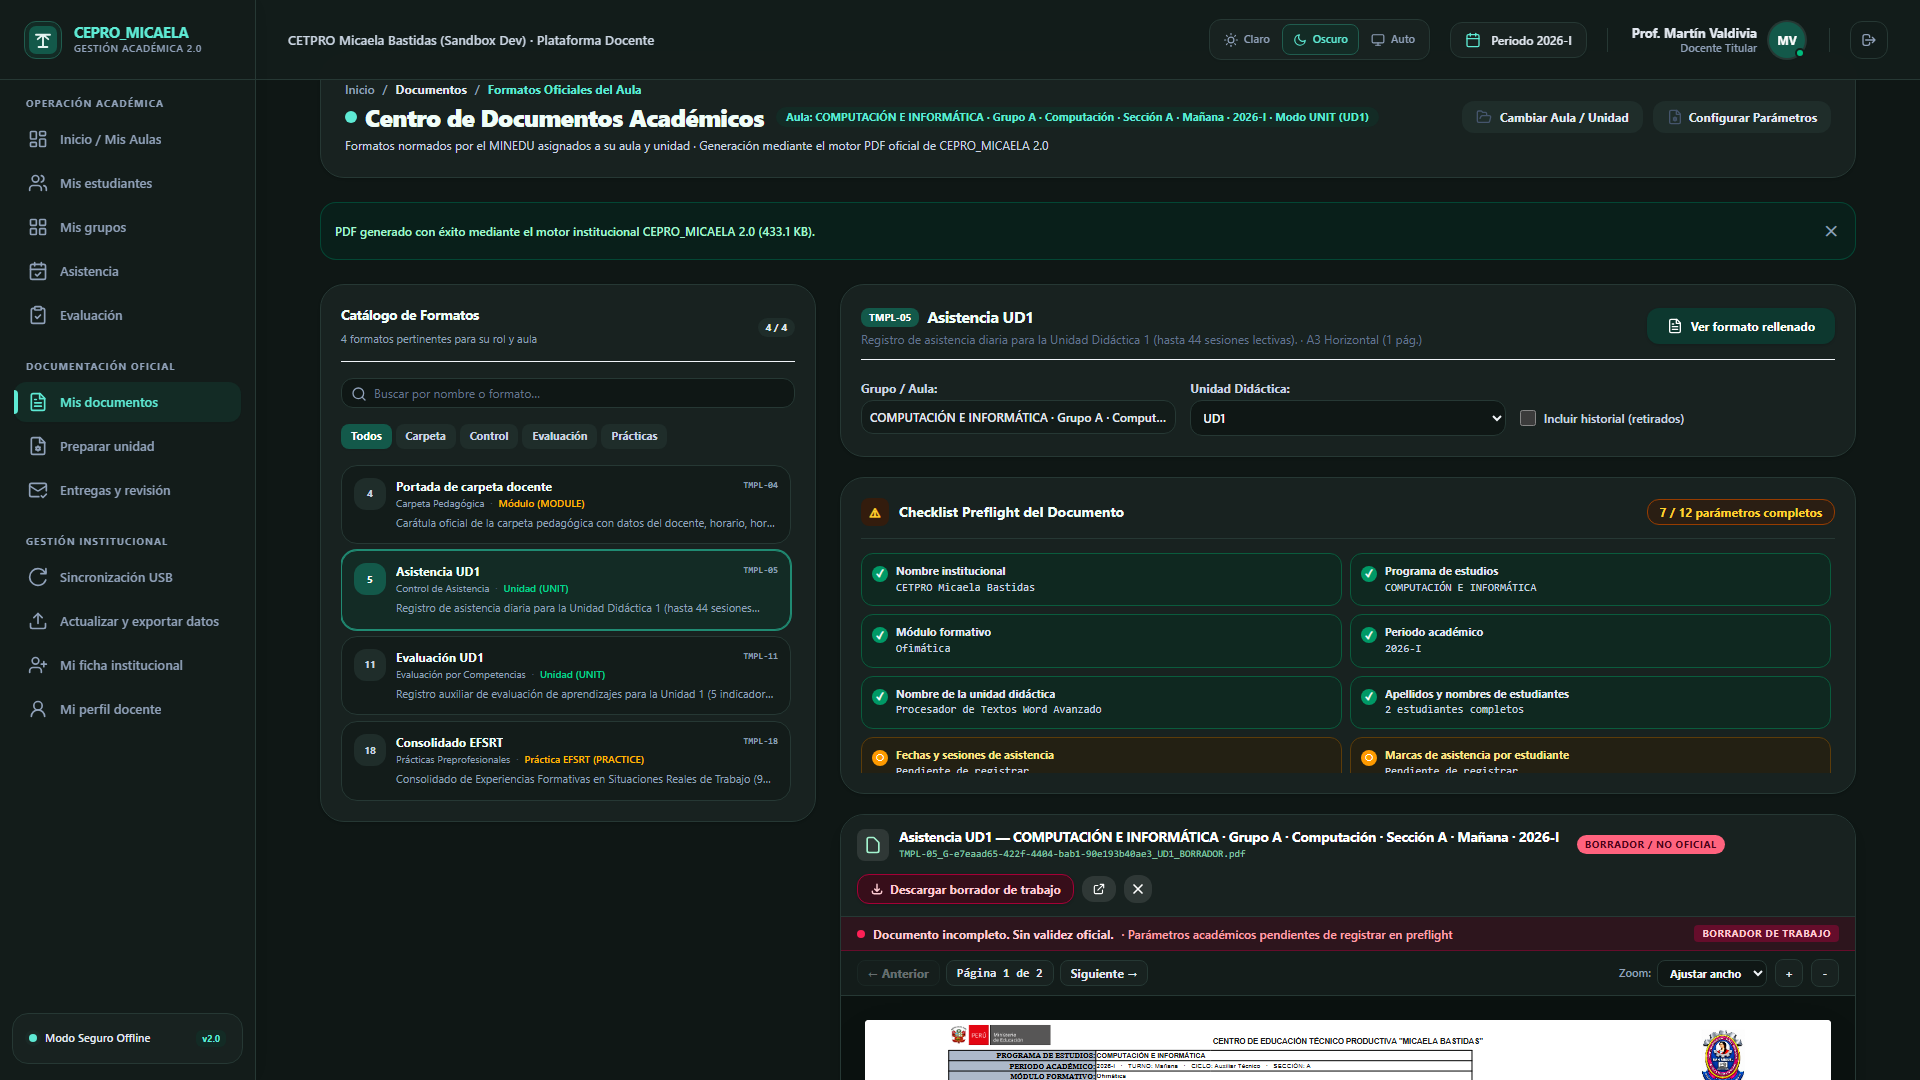 CEPRO_MICAELA
GESTIÓN ACADÉMICA 2.0
CETPRO Micaela Bastidas (Sandbox Dev) · Plataforma Docente
Claro
Oscuro
Auto
Periodo 2026-I
Prof. Martín Valdivia
Docente Titular
MV
OPERACIÓN ACADÉMICA
Inicio / Mis Aulas
Mis estudiantes
Mis grupos
Asistencia
Evaluación
DOCUMENTACIÓN OFICIAL
Mis documentos
Preparar unidad
Entregas y revisión
GESTIÓN INSTITUCIONAL
Sincronización USB
Actualizar y exportar datos
Mi ficha institucional
Mi perfil docente
Modo Seguro Offline
v2.0
Inicio / Documentos / Formatos Oficiales del Aula
Centro de Documentos Académicos
Aula: COMPUTACIÓN E INFORMÁTICA · Grupo A · Computación · Sección A · Mañana · 2026-I · Modo UNIT (UD1)
Cambiar Aula / Unidad
Configurar Parámetros
Formatos normados por el MINEDU asignados a su aula y unidad · Generación mediante el motor PDF oficial de CEPRO_MICAELA 2.0
PDF generado con éxito mediante el motor institucional CEPRO_MICAELA 2.0 (433.1 KB).
Catálogo de Formatos
4 formatos pertinentes para su rol y aula
4 / 4
Buscar por nombre o formato...
Todos
Carpeta
Control
Evaluación
Prácticas
4
Portada de carpeta docente
TMPL-04
Carpeta Pedagógica · Módulo (MODULE)
Carátula oficial de la carpeta pedagógica con datos del docente, horario, hor...
5
Asistencia UD1
TMPL-05
Control de Asistencia · Unidad (UNIT)
Registro de asistencia diaria para la Unidad Didáctica 1 (hasta 44 sesiones...
11
Evaluación UD1
TMPL-11
Evaluación por Competencias · Unidad (UNIT)
Registro auxiliar de evaluación de aprendizajes para la Unidad 1 (5 indicador...
18
Consolidado EFSRT
TMPL-18
Prácticas Preprofesionales · Práctica EFSRT (PRACTICE)
Consolidado de Experiencias Formativas en Situaciones Reales de Trabajo (9...
TMPL-05
Asistencia UD1
Registro de asistencia diaria para la Unidad Didáctica 1 (hasta 44 sesiones lectivas). · A3 Horizontal (1 pág.)
Ver formato rellenado
Grupo / Aula:
COMPUTACIÓN E INFORMÁTICA · Grupo A · Comput...
Unidad Didáctica:
UD1
Incluir historial (retirados)
Checklist Preflight del Documento
7 / 12 parámetros completos
Nombre institucional
CETPRO Micaela Bastidas
Programa de estudios
COMPUTACIÓN E INFORMÁTICA
Módulo formativo
Ofimática
Periodo académico
2026-I
Nombre de la unidad didáctica
Procesador de Textos Word Avanzado
Apellidos y nombres de estudiantes
2 estudiantes completos
Fechas y sesiones de asistencia
Pendiente de registrar
Marcas de asistencia por estudiante
Pendiente de registrar
Asistencia UD1 — COMPUTACIÓN E INFORMÁTICA · Grupo A · Computación · Sección A · Mañana · 2026-I
TMPL-05_G-e7eaad65-422f-4404-bab1-90e193b40ae3_UD1_BORRADOR.pdf
BORRADOR / NO OFICIAL
Descargar borrador de trabajo
Documento incompleto. Sin validez oficial. · Parámetros académicos pendientes de registrar en preflight
BORRADOR DE TRABAJO
← Anterior
Página 1 de 2
Siguiente →
Zoom:
Ajustar ancho
+
-
PERÚ
Ministerio de Educación
CENTRO DE EDUCACIÓN TÉCNICO PRODUCTIVA "MICAELA BASTIDAS"
PROGRAMA DE ESTUDIOS: COMPUTACIÓN E INFORMÁTICA
PERIODO ACADÉMICO: 2026-I · TURNO: Mañana · CICLO: Auxiliar Técnico · SECCIÓN: A
MÓDULO FORMATIVO: Ofimática